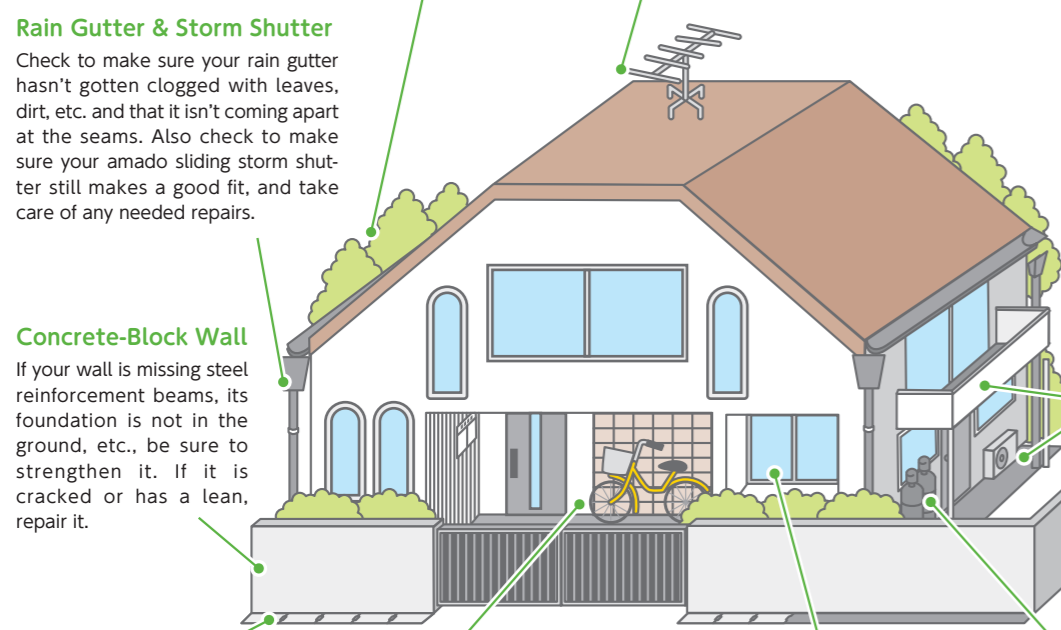 Rain Gutter & Storm Shutter
Check to make sure your rain gutter
hasn't gotten clogged with leaves,
dirt, etc. and that it isn't coming apart
at the seams. Also check to make
sure your amado sliding storm shut-
ter still makes a good fit, and take
care of any needed repairs.
Concrete-Block Wall
If your wall is missing steel
reinforcement beams, its
foundation is not in the
ground, etc., be sure to
strengthen it. If it is
cracked or has a lean,
repair it.